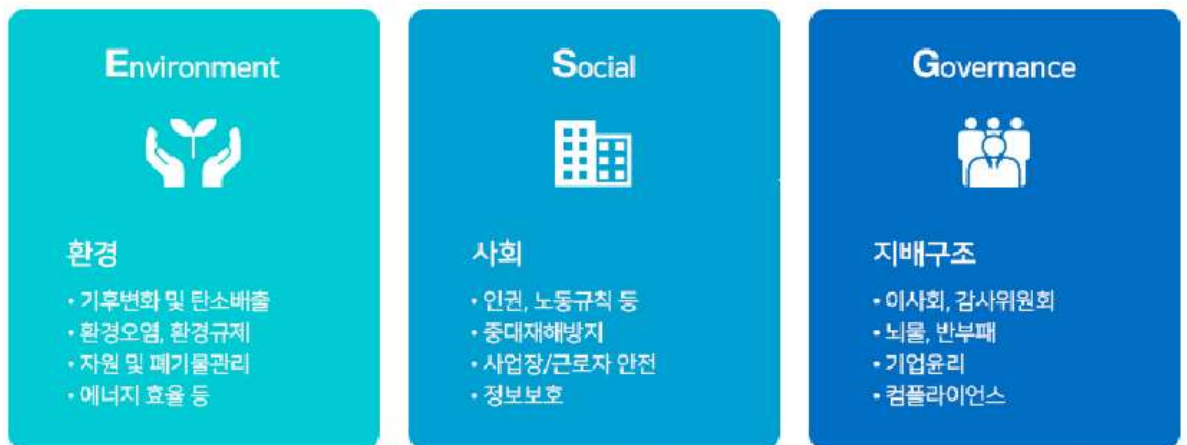 Environment
환경
• 기후변화 및 탄소배출
• 환경오염, 환경규제
• 자원 및 폐기물관리
• 에너지 효율 등
Social
사회
• 인권, 노동규칙 등
• 중대재해방지
• 사업장/근로자 안전
• 정보보호
Governance
지배구조
• 이사회, 감사위원회
• 뇌물, 반부패
• 기업윤리
• 컴플라이언스